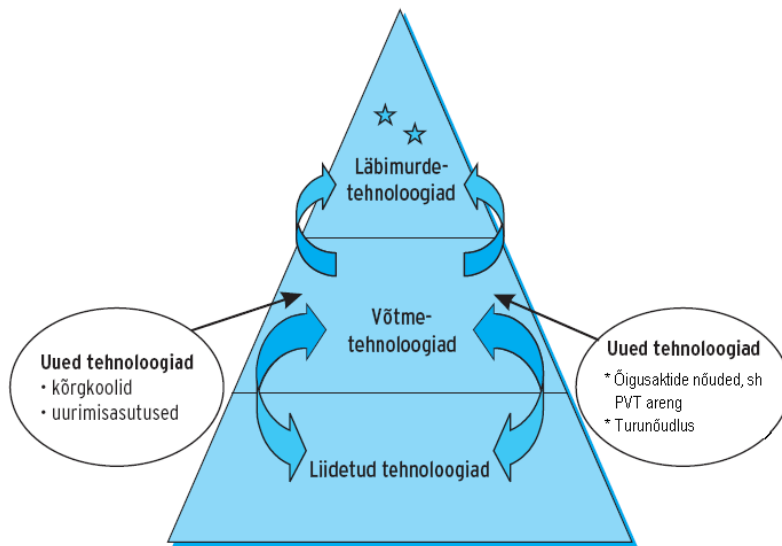 Läbimurde-
tehnoloogiad
Võtme-
tehnoloogiad
Uued tehnoloogiad
• kõrgkoolid
• uurimisasutused
Uued tehnoloogiad
* Õigusaktide nõuded, sh
PVT areng
* Turunõudlus
Liidetud tehnoloogiad